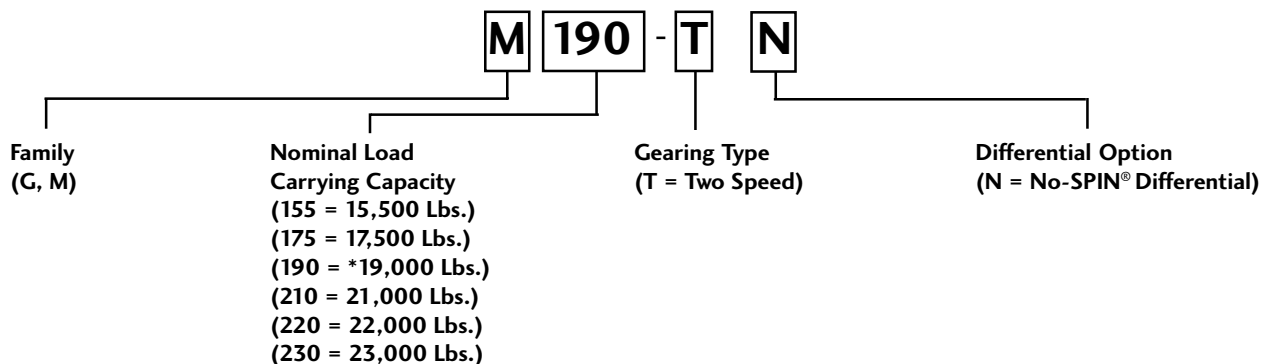 M 190 - T N
Family
(G, M)
Nominal Load
Carrying Capacity
(155 = 15,500 Lbs.)
(175 = 17,500 Lbs.)
(190 = *19,000 Lbs.)
(210 = 21,000 Lbs.)
(220 = 22,000 Lbs.)
(230 = 23,000 Lbs.)
Gearing Type
(T = Two Speed)
Differential Option
(N = No-SPIN® Differential)